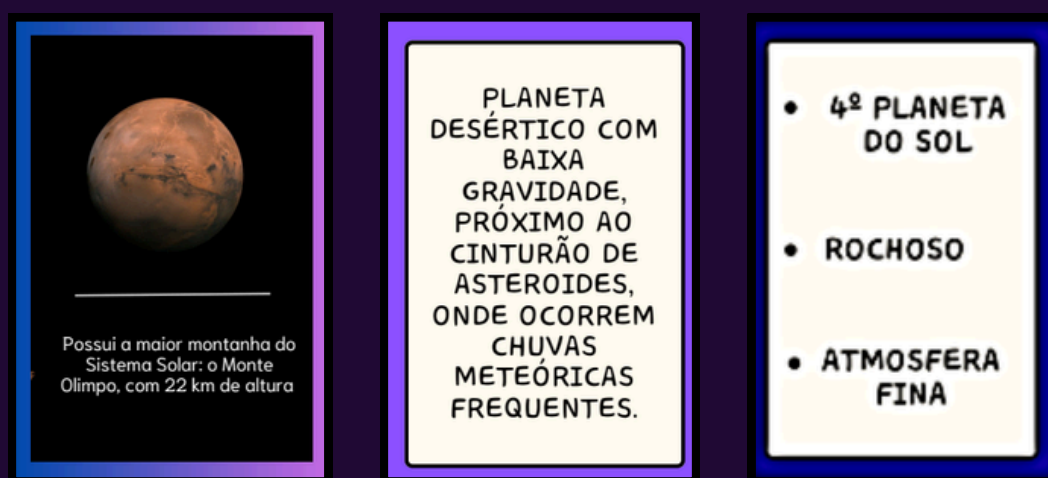 Possui a maior montanha do
Sistema Solar: o Monte
Olimpo, com 22 km de altura
PLANETA
DESÉRTICO COM
BAIXA
GRAVIDADE,
PRÓXIMO AO
CINTURÃO DE
ASTEROIDES,
ONDE OCORREM
CHUVAS
METEÓRICAS
FREQUENTES.
• 4º PLANETA
DO SOL
• ROCHOSO
• ATMOSFERA
FINA